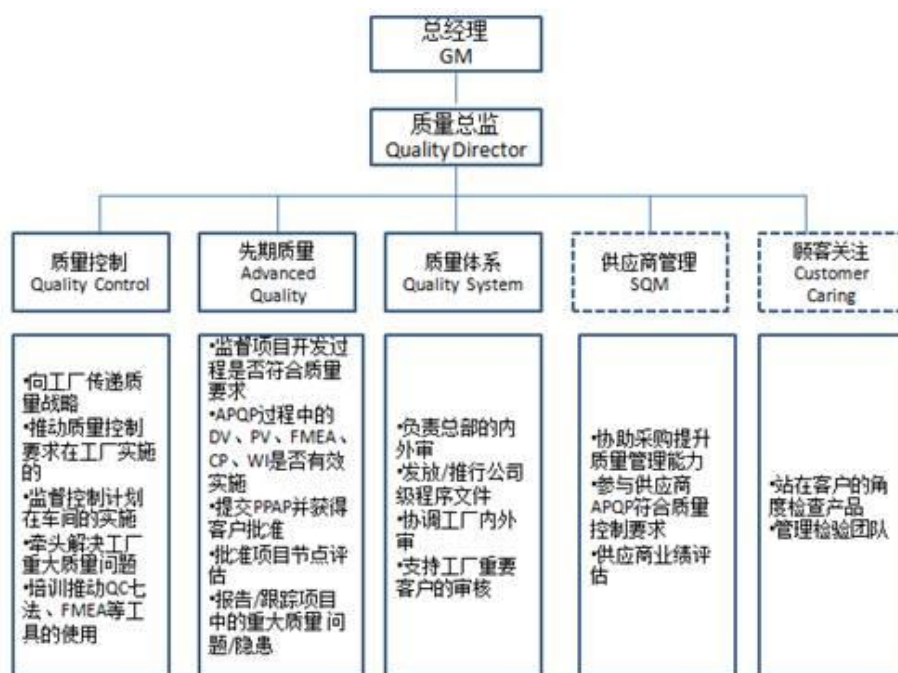 总经理
GM
质量总监
Quality Director
质量控制
Quality Control
先期质量
Advanced
Quality
质量体系
Quality System
供应商管理
SQM
顾客关注
Customer
Caring
•向工厂传递质
量战略
•推动质量控制
要求在工厂实施
的
•监督控制计划
在车间的实施
•牵头解决工厂
重大质量问题
•培训推动QC七
法、FMEA等工
具的使用
•监督项目开发过
程是否符合质量
要求
•APQP过程中的
DV、PV、FMEA、
CP、WI是否有效
实施
•提交PPAP并获得
客户批准
•批准项目节点评
估
•报告/跟踪项目
中的重大质量 问
题/隐患
•负责总部的内
外审
•发放/推行公司
级程序文件
•协调工厂内外
审
•支持工厂重要
客户的审核
•协助采购提升
质量管理能力
•参与供应商
APQP符合质量
控制要求
•供应商业绩评
估
•站在客户的角
度检查产品
•管理检验团队